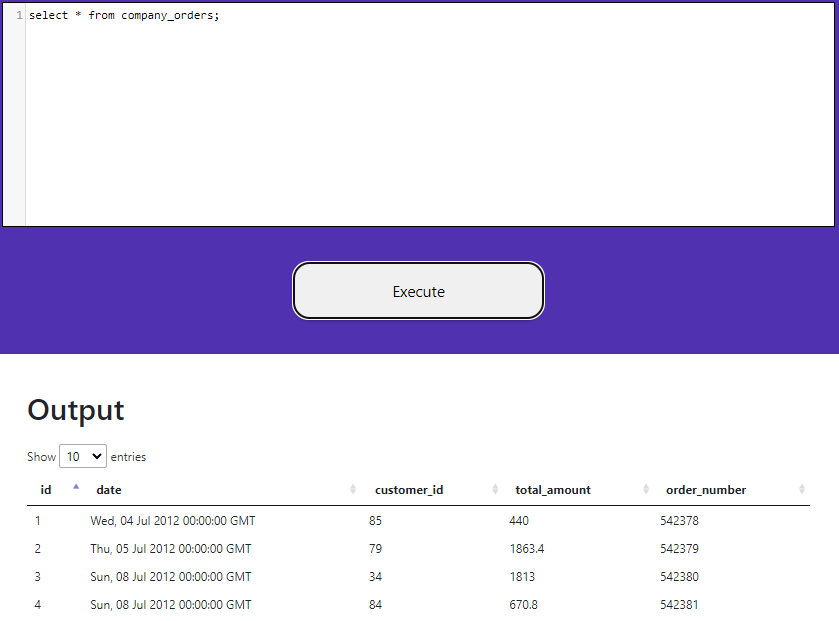 1 select * from company_orders;
Execute
Output
Show 10 entries
id date customer_id total_amount order_number
1 Wed, 04 Jul 2012 00:00:00 GMT 85 440 542378
2 Thu, 05 Jul 2012 00:00:00 GMT 79 1863.4 542379
3 Sun, 08 Jul 2012 00:00:00 GMT 34 1813 542380
4 Sun, 08 Jul 2012 00:00:00 GMT 84 670.8 542381